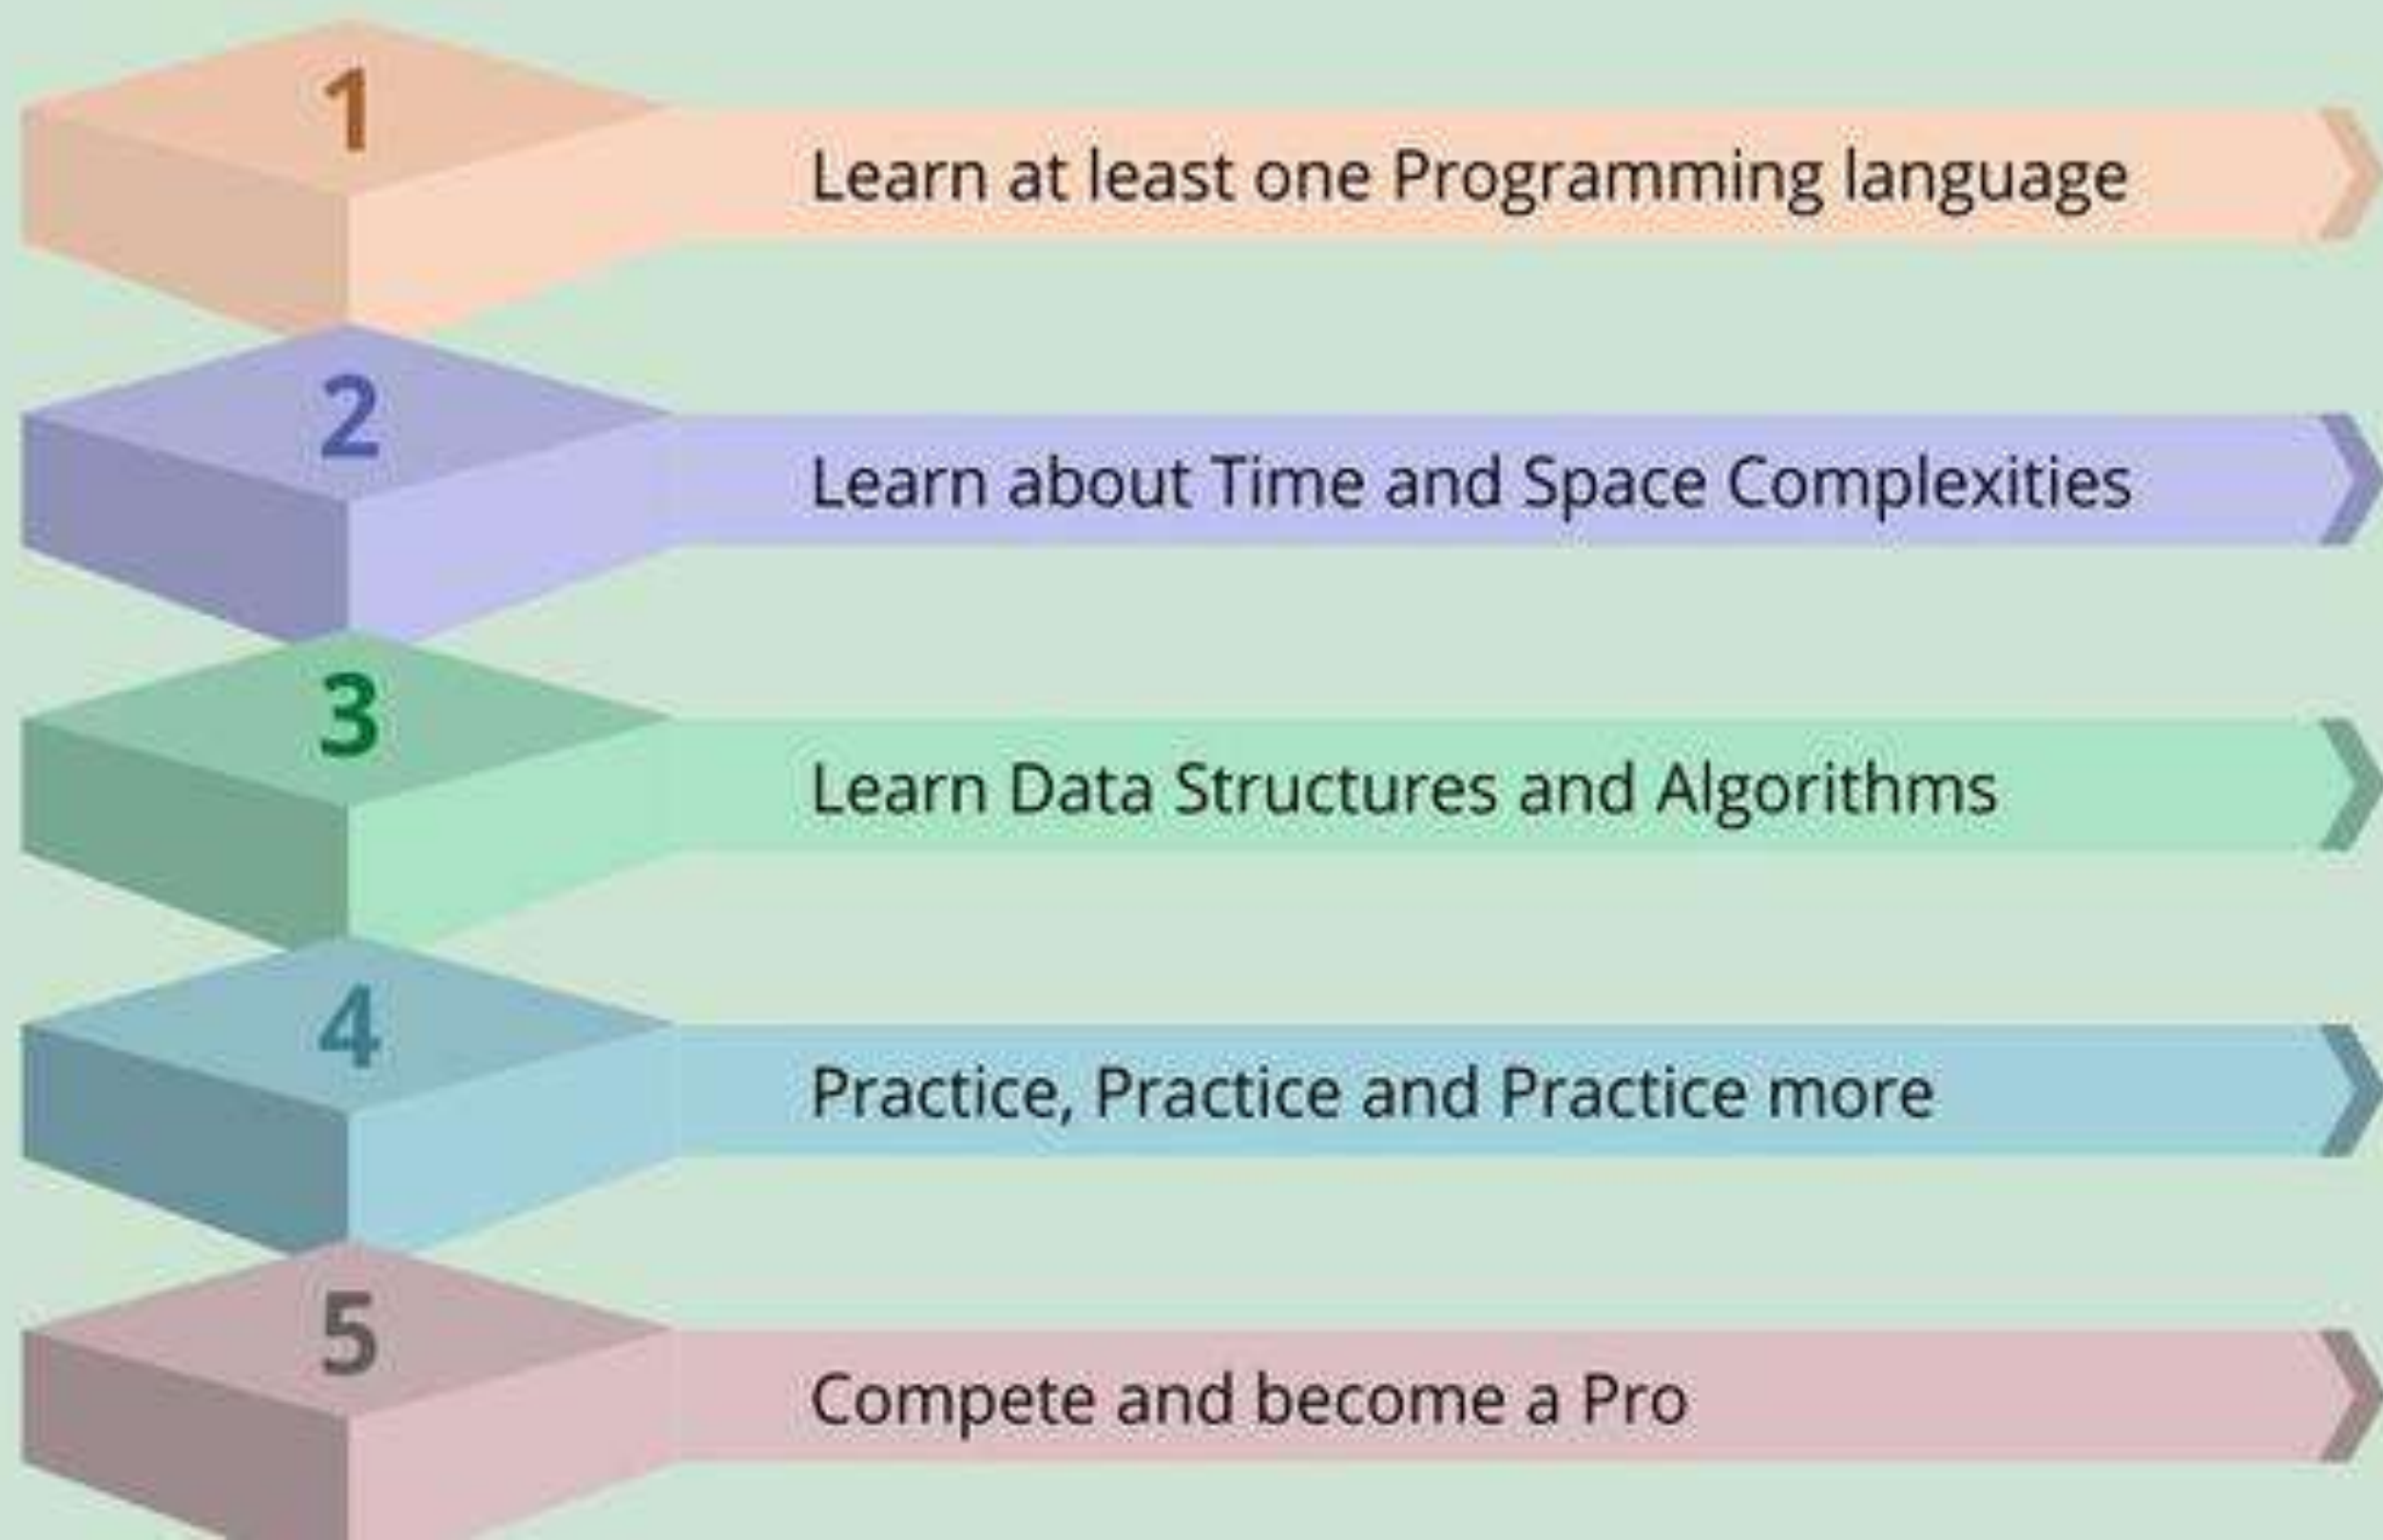 1
Learn at least one Programming language
2
Learn about Time and Space Complexities
3
Learn Data Structures and Algorithms
4
Practice, Practice and Practice more
5
Compete and become a Pro